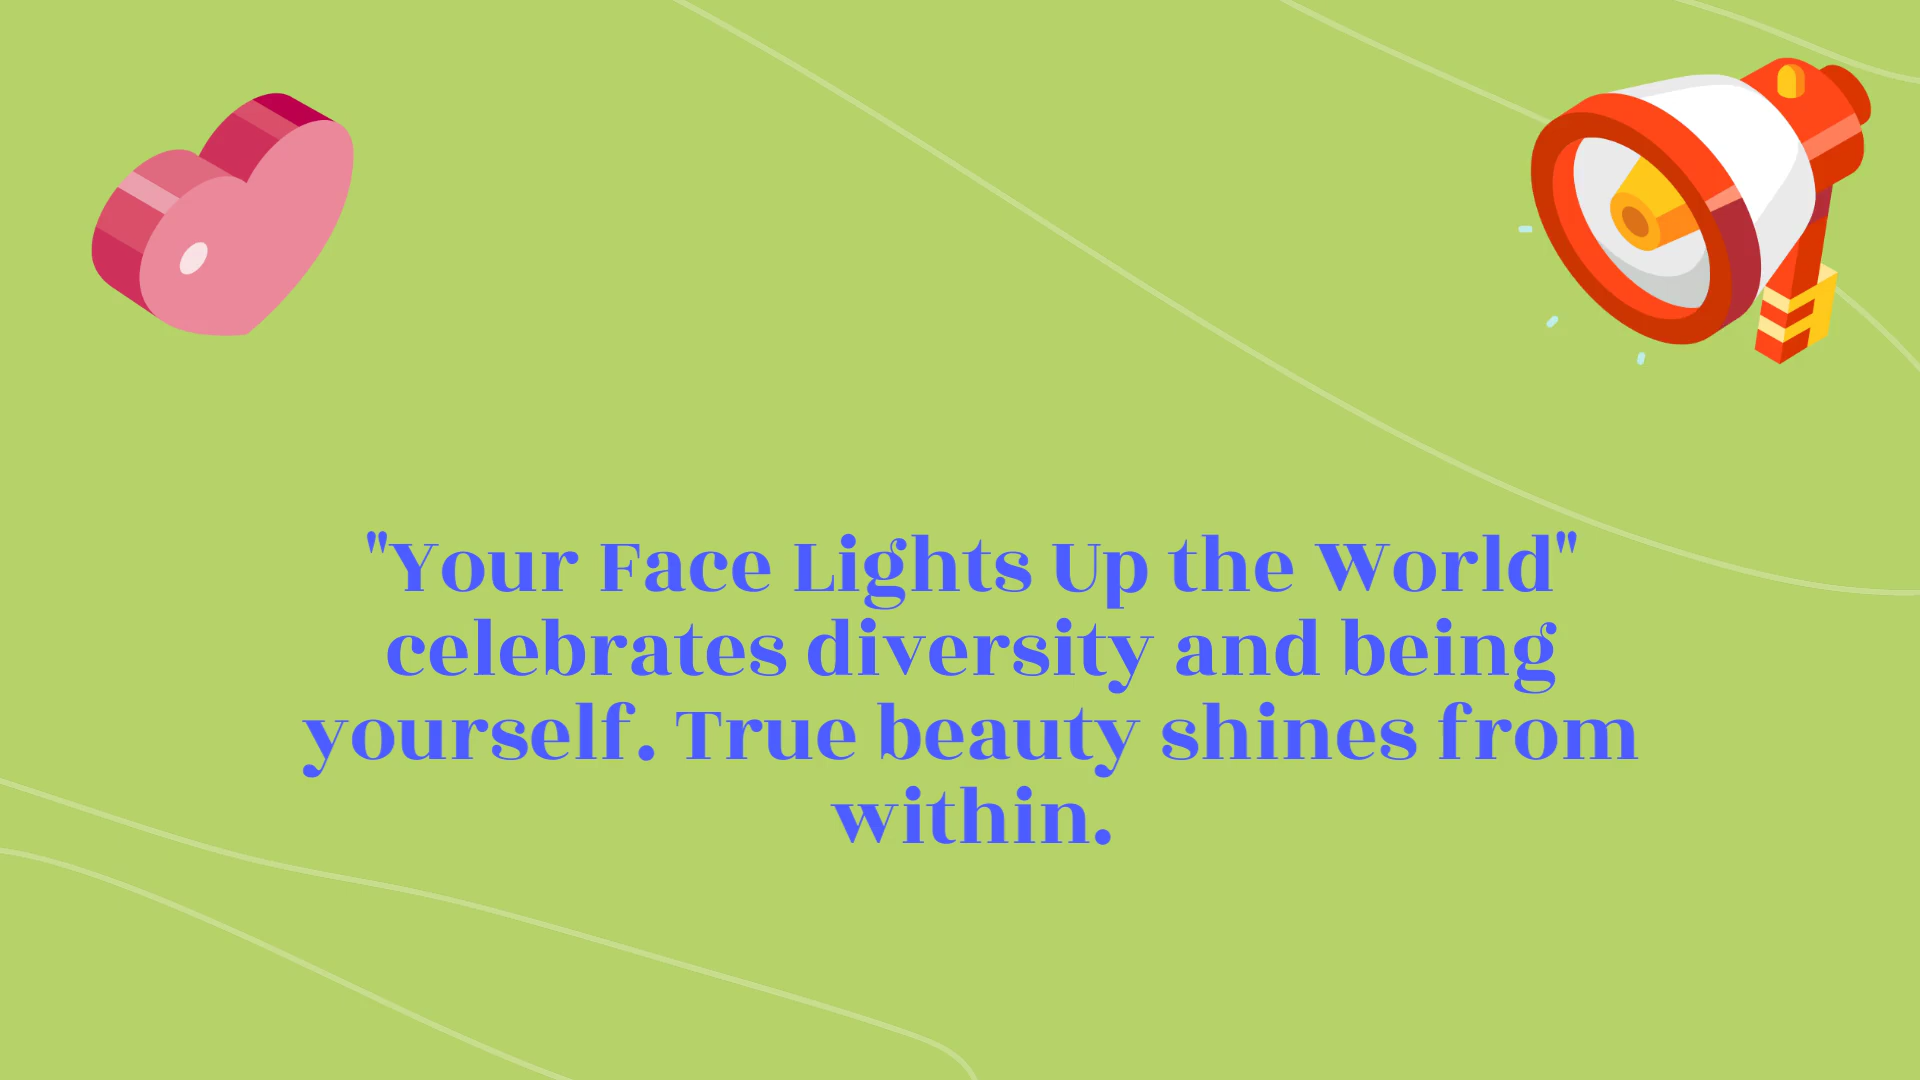 "Your Face Lights Up the World"
celebrates diversity and being
yourself. True beauty shines from
within.